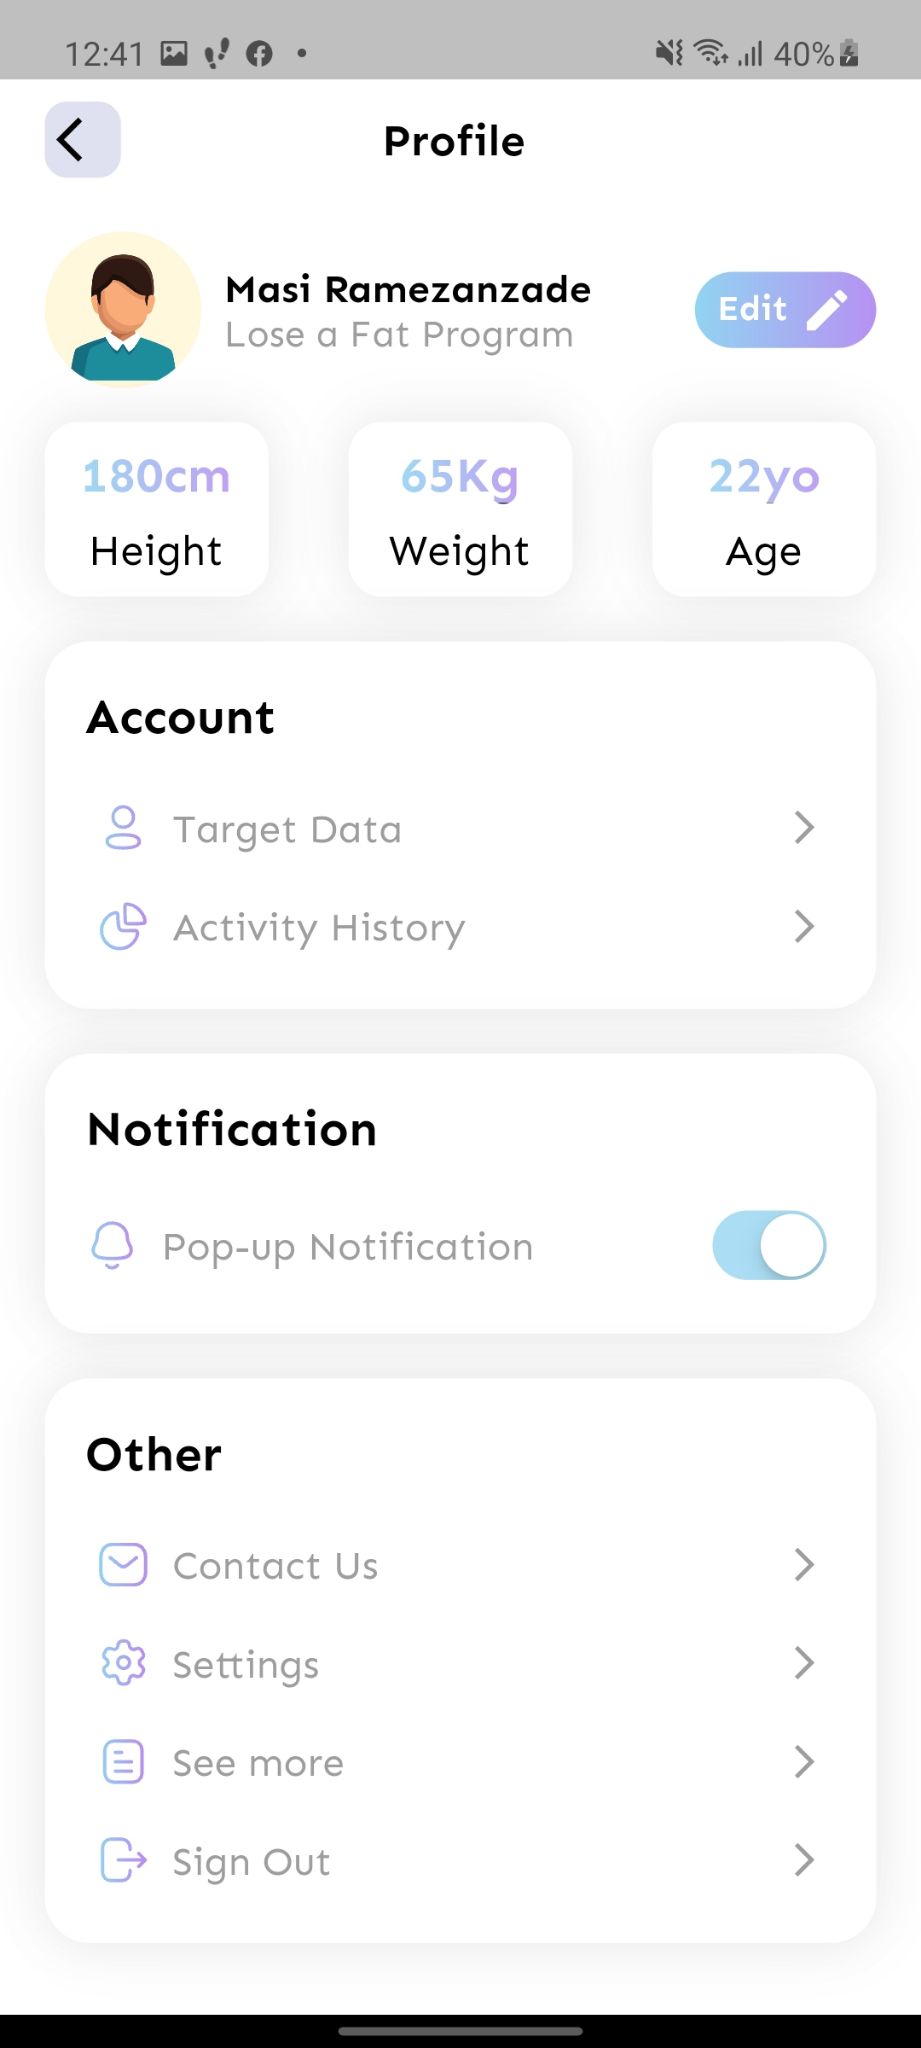 12:41 40%
Profile
Masi Ramezanzade
Lose a Fat Program
Edit
180cm 65Kg 22yo
Height Weight Age
Account
Target Data
Activity History
Notification
Pop-up Notification
Other
Contact Us
Settings
See more
Sign Out